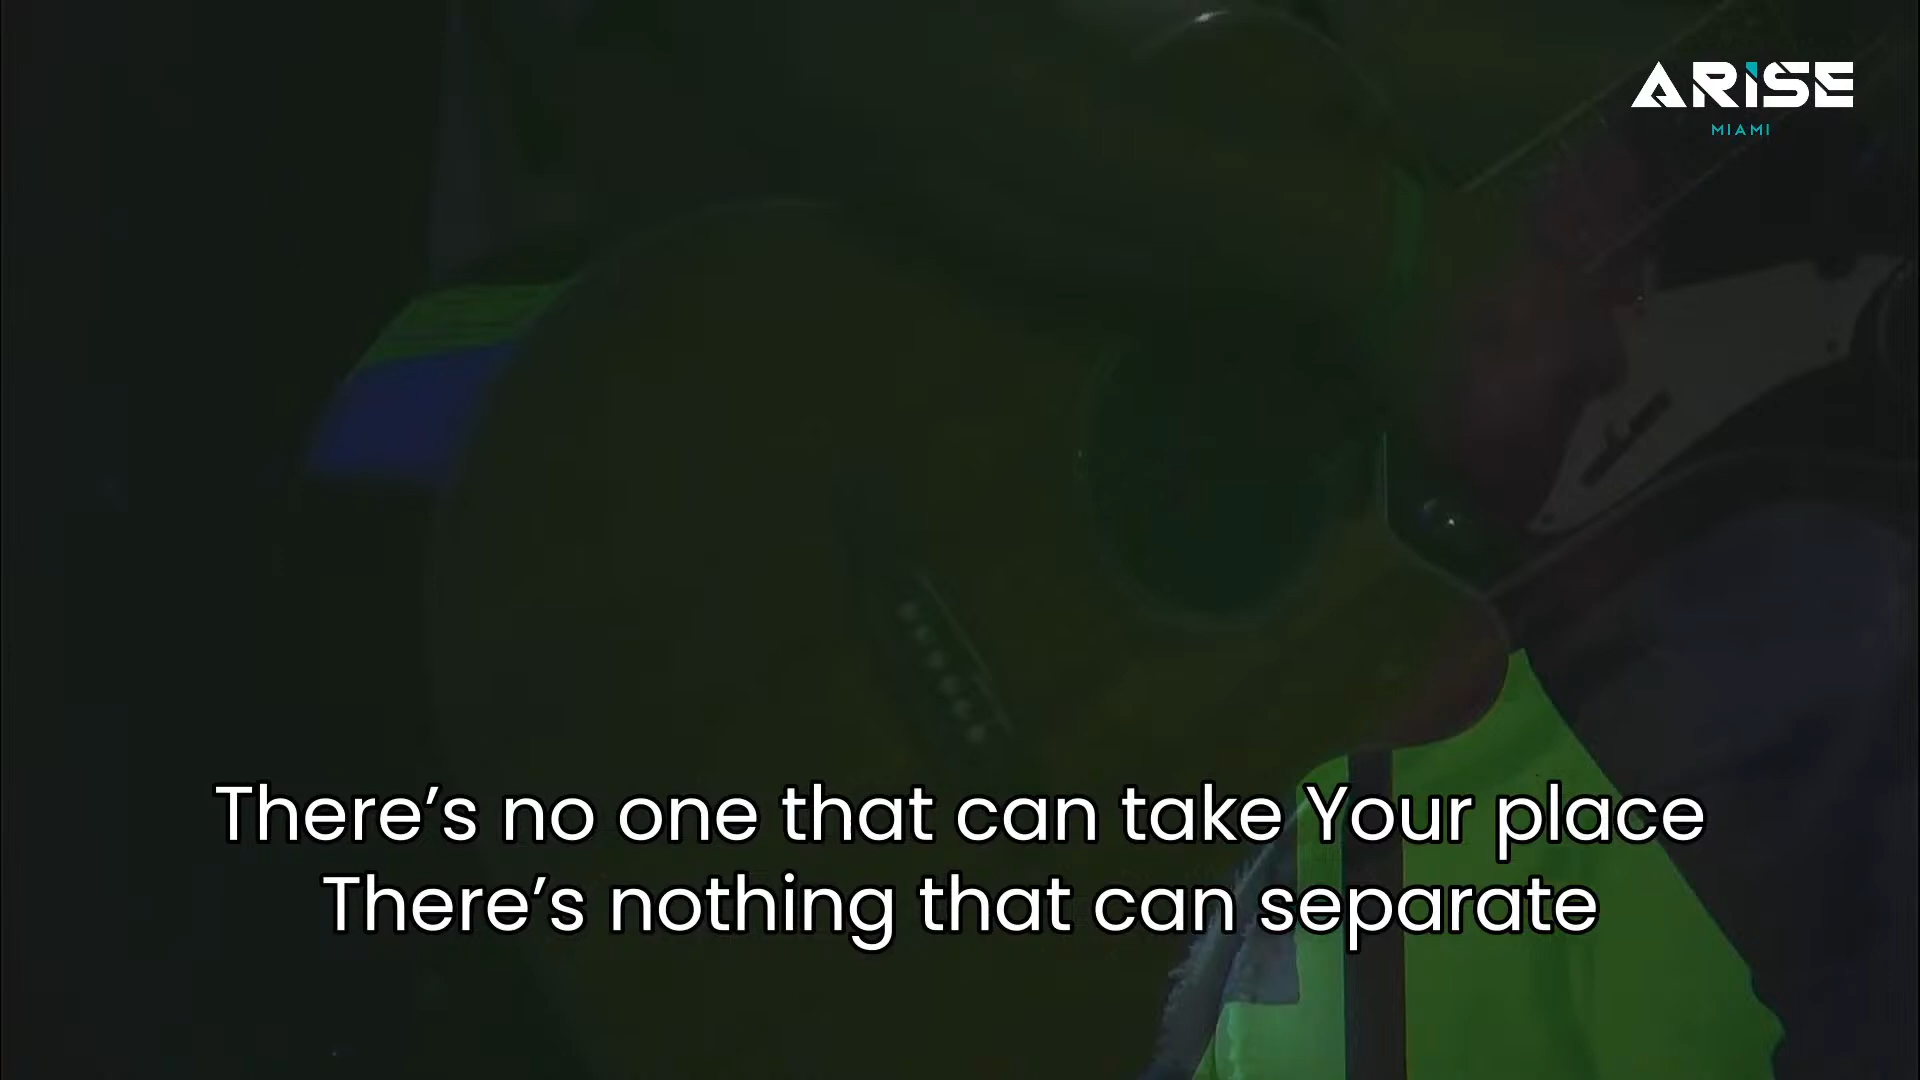 ARISE
MIAMI
There’s no one that can take Your place
There’s nothing that can separate